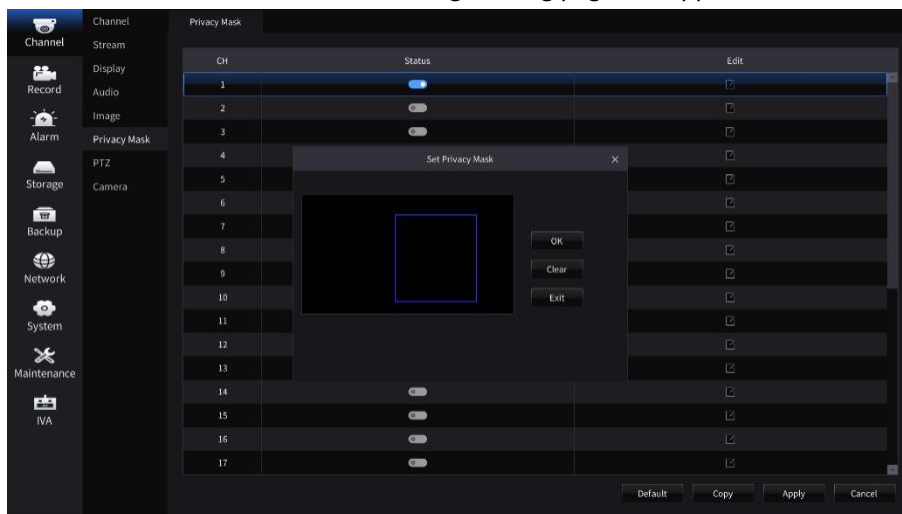 Channel
Record
Alarm
Storage
Backup
Network
System
Maintenance
IVA
Channel
Stream
Display
Audio
Image
Privacy Mask
PTZ
Camera
Privacy Mask
CH Status Edit
1
2
3
4
5
6
7
8
9
10
11
12
13
14
15
16
17
Set Privacy Mask
OK
Clear
Exit
Default Copy Apply Cancel